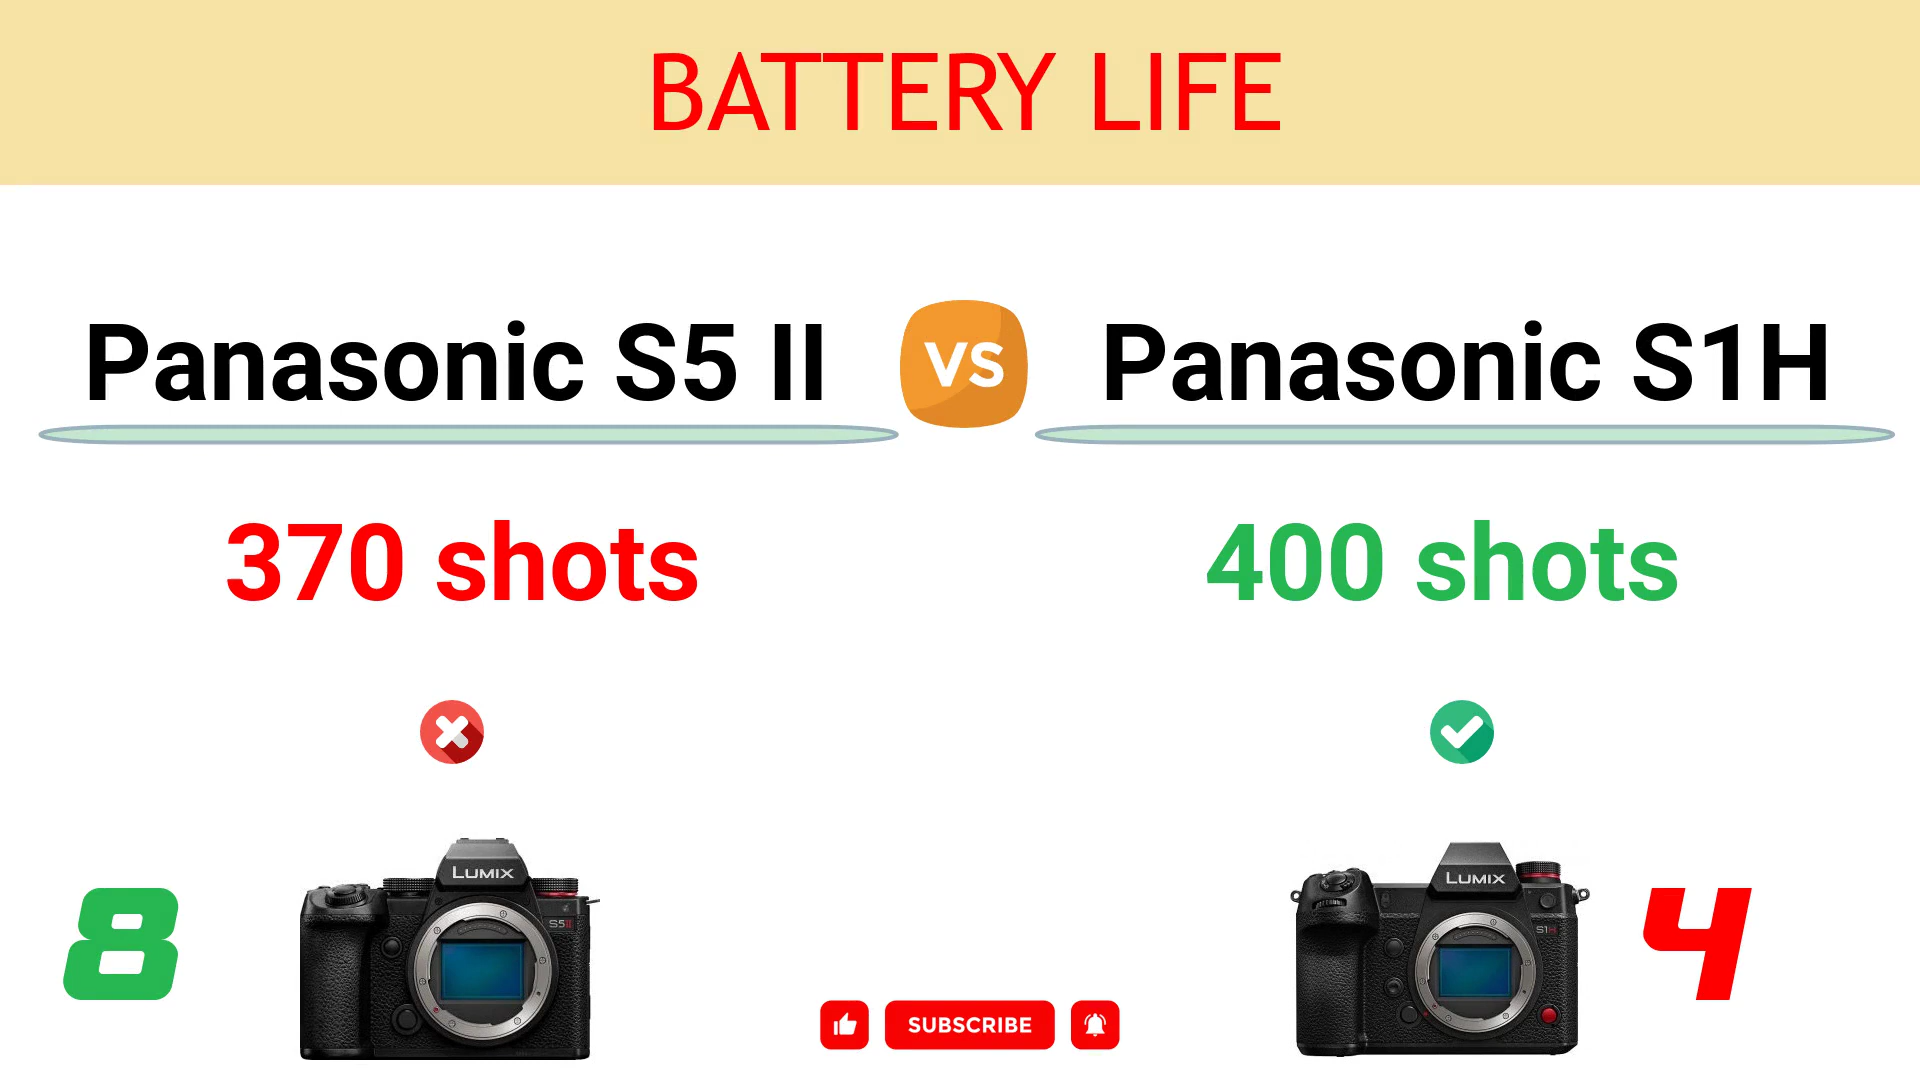 BATTERY LIFE
Panasonic S5 II
VS
Panasonic S1H
370 shots
400 shots
LUMIX
S5II
LUMIX
S1H
8
4
SUBSCRIBE